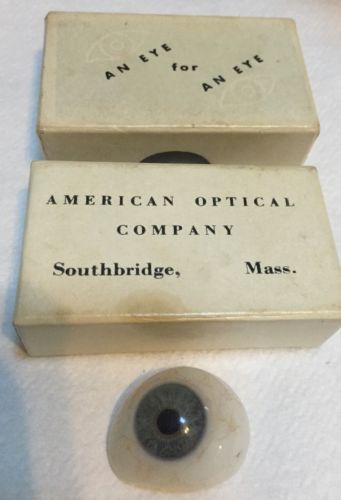 AN EYE
for
AN EYE
AMERICAN OPTICAL
COMPANY
Southbridge, Mass.